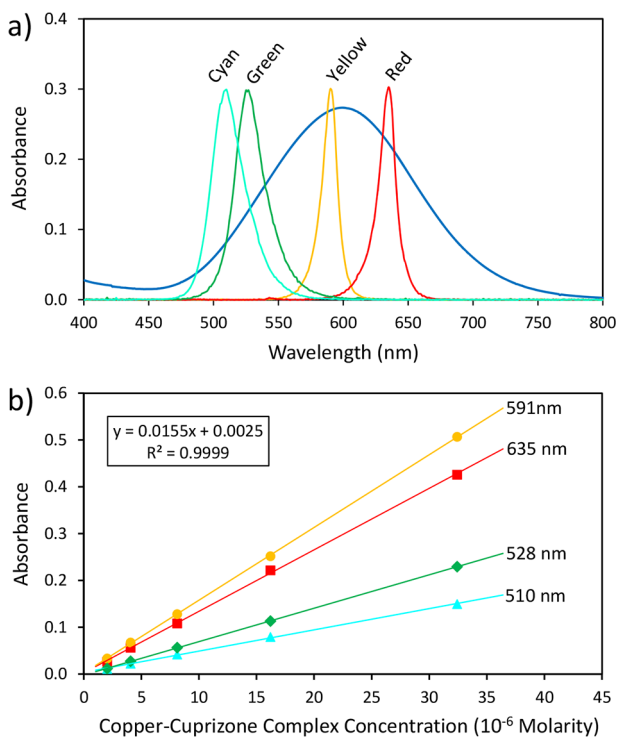 a)
0.4
0.3
0.2
0.1
0.0
Absorbance
Cyan
Green
Yellow
Red
400 450 500 550 600 650 700 750 800
Wavelength (nm)
b)
0.6
0.5
0.4
0.3
0.2
0.1
0.0
Absorbance
y = 0.0155x + 0.0025
R² = 0.9999
591nm
635 nm
528 nm
510 nm
0 5 10 15 20 25 30 35 40 45
Copper-Cuprizone Complex Concentration (10⁻⁶ Molarity)